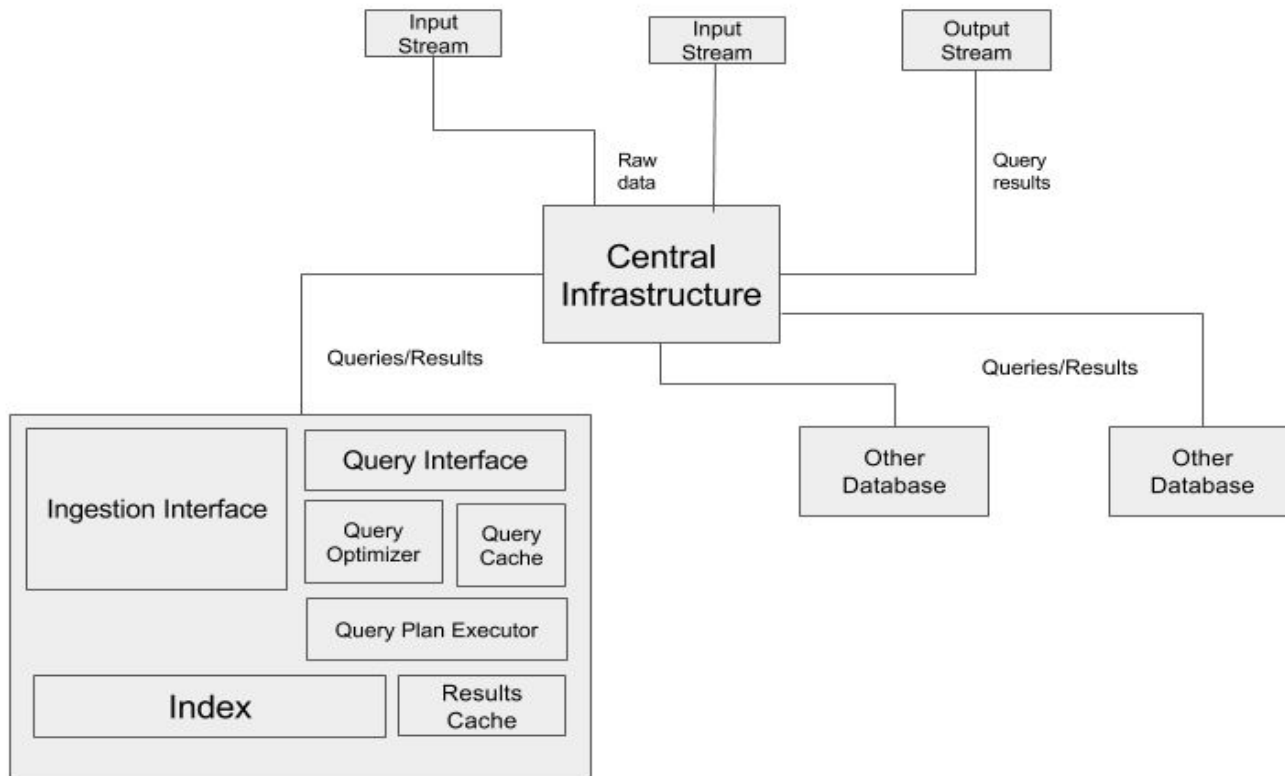 Input
Stream
Input
Stream
Output
Stream
Raw
data
Query
results
Central
Infrastructure
Queries/Results
Queries/Results
Other
Database
Other
Database
Ingestion Interface
Query Interface
Query
Optimizer
Query
Cache
Query Plan Executor
Index
Results
Cache